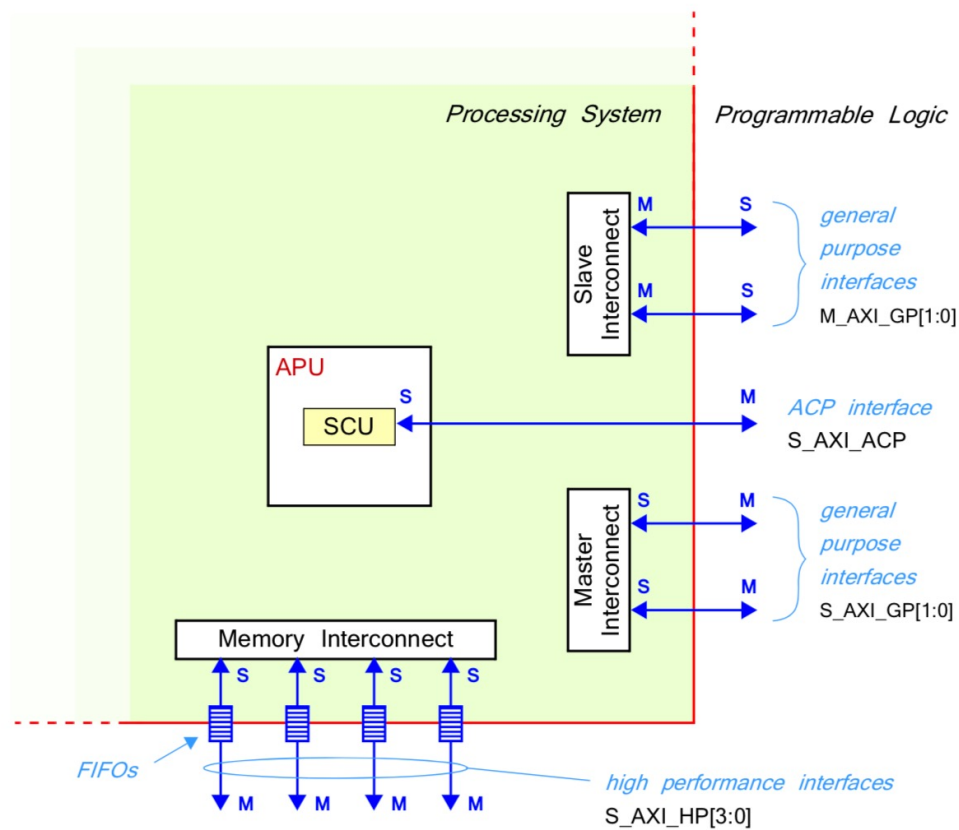 Processing System
Programmable Logic
Slave
Interconnect
M
S
M
S
general
purpose
interfaces
M_AXI_GP[1:0]
APU
SCU
S
M
ACP interface
S_AXI_ACP
Master
Interconnect
S
M
S
M
general
purpose
interfaces
S_AXI_GP[1:0]
Memory Interconnect
S
S
S
S
FIFOs
M
M
M
M
high performance interfaces
S_AXI_HP[3:0]